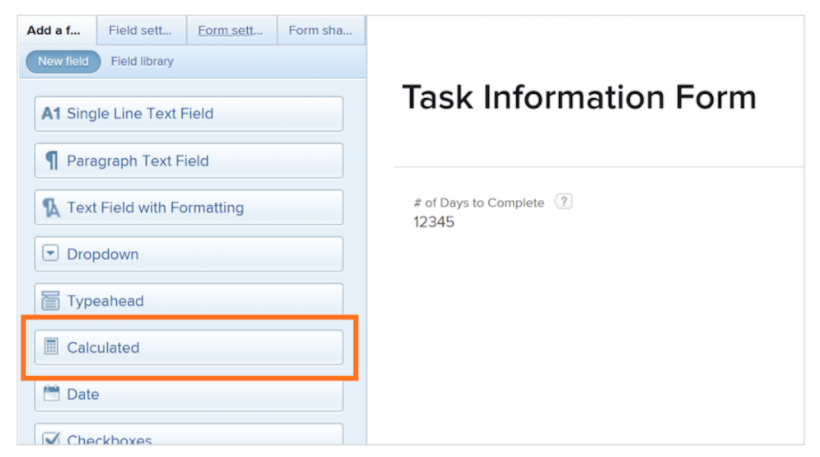 Add a f... Field sett... Form sett... Form sha...
New field Field library
A1 Single Line Text Field
¶ Paragraph Text Field
Text Field with Formatting
Dropdown
Typeahead
Calculated
Date
Checkboxes
Task Information Form
# of Days to Complete ?
12345